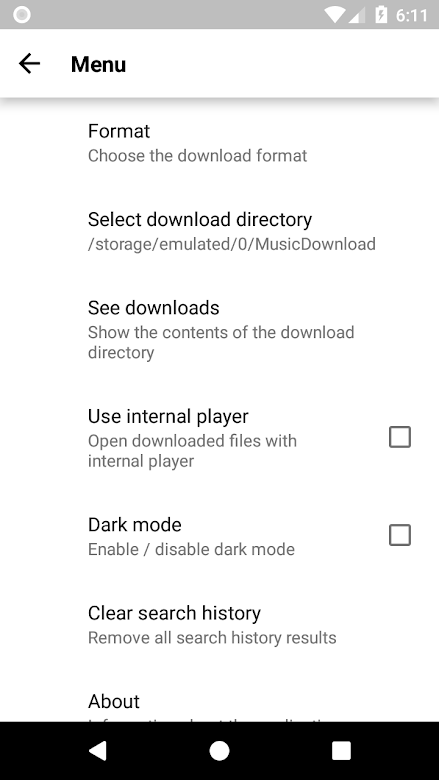 6:11
Menu
Format
Choose the download format
Select download directory
/storage/emulated/0/MusicDownload
See downloads
Show the contents of the download
directory
Use internal player
Open downloaded files with
internal player
Dark mode
Enable / disable dark mode
Clear search history
Remove all search history results
About